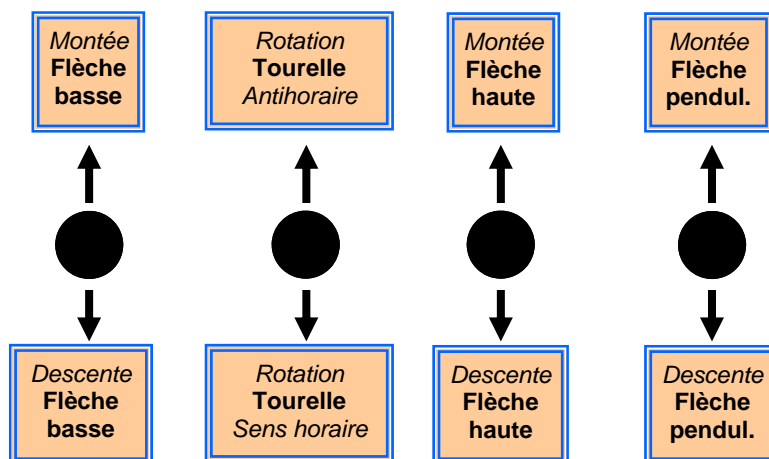 Montée
Flèche
basse
Rotation
Tourelle
Antihoraire
Montée
Flèche
haute
Montée
Flèche
pendul.
Descente
Flèche
basse
Rotation
Tourelle
Sens horaire
Descente
Flèche
haute
Descente
Flèche
pendul.